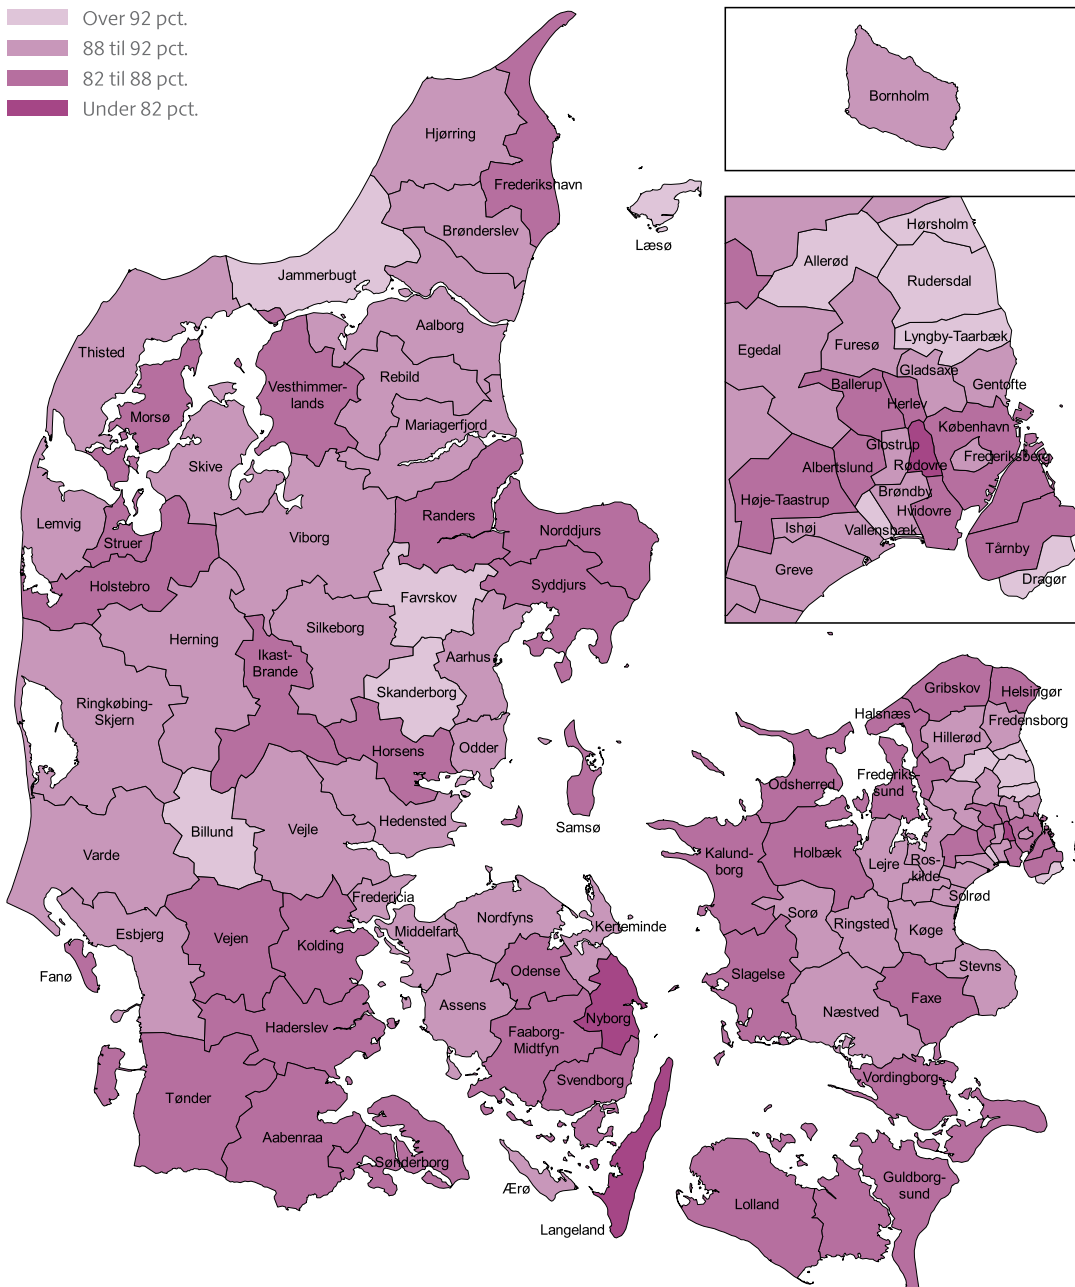 Over 92 pct.
88 til 92 pct.
82 til 88 pct.
Under 82 pct.
Bornholm
Hjørring
Frederikshavn
Brønderslev
Læsø
Jammerbugt
Aalborg
Thisted
Rebild
Vesthimmer-
lands
Morsø
Mariagerfjord
Skive
Lemvig
Randers
Norddjurs
Viborg
Struer
Holstebro
Syddjurs
Favrskov
Silkeborg
Herning
Ikast-
Brande
Aarhus
Skanderborg
Ringkøbing-
Skjern
Horsens
Odder
Hedensted
Samsø
Billund
Vejle
Varde
Fredericia
Nordfyns
Middelfart
Kerteminde
Esbjerg
Vejen
Kolding
Odense
Fanø
Assens
Nyborg
Haderslev
Faaborg-
Midtfyn
Svendborg
Tønder
Aabenraa
Sønderborg
Ærø
Langeland
Hørsholm
Allerød
Rudersdal
Lyngby-Taarbæk
Egedal
Furesø
Gladsaxe
Gentofte
Ballerup
Herlev
København
Glostrup
Frederiksberg
Albertslund
Rødovre
Brøndby
Høje-Taastrup
Hvidovre
Ishøj
Vallensbæk
Tårnby
Greve
Dragør
Gribskov
Helsingør
Halsnæs
Fredensborg
Hillerød
Odsherred
Frederiks-
sund
Kalund-
borg
Holbæk
Lejre
Ros-
kilde
Solrød
Sorø
Ringsted
Køge
Stevns
Slagelse
Faxe
Næstved
Vordingborg
Guldborg-
sund
Lolland